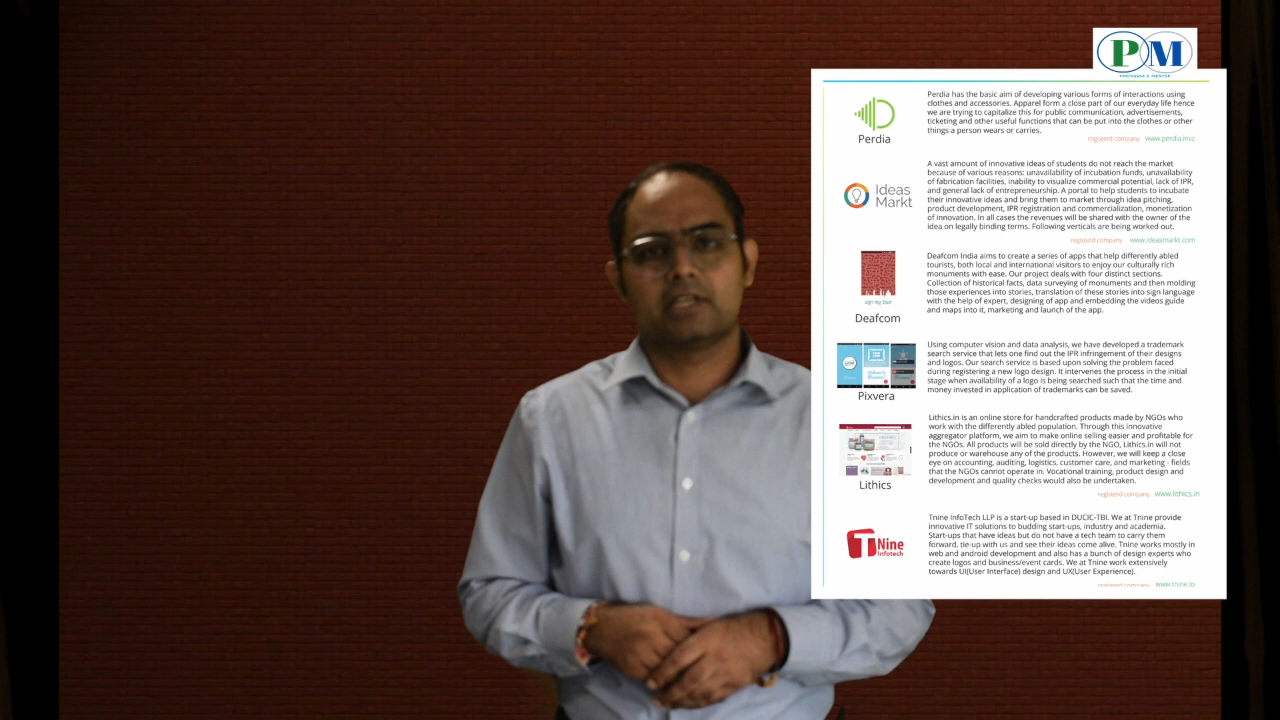 PM
Perdia has the basic aim of developing various forms of interactions using
clothes and accessories. Apparel form a close part of our everyday life hence
we are trying to capitalize this for public communication, advertisements,
ticketing and other useful functions that can be put into the clothes or other
things a person wears or carries.
Perdia
registerd company www.perdia.invz
A vast amount of innovative ideas of students do not reach the market
because of various reasons: unavailability of incubation funds, unavailability
of fabrication facilities, inability to visualize commercial potential, lack of IPR,
and general lack of entrepreneurship. A portal to help students to incubate
their innovative ideas and bring them to market through idea pitching,
product development, IPR registration and commercialization, monetization
of innovation. In all cases the revenues will be shared with the owner of the
idea on legally binding terms. Following verticals are being worked out.
Ideas
Markt
registerd company www.ideasmarkt.com
Deafcom India aims to create a series of apps that help differently abled
tourists, both local and international visitors to enjoy our culturally rich
monuments with ease. Our project deals with four distinct sections.
Collection of historical facts, data surveying of monuments and then molding
those experiences into stories, translation of these stories into sign language
with the help of expert, designing of app and embedding the videos guide
and maps into it, marketing and launch of the app.
sign my tour
Deafcom
Using computer vision and data analysis, we have developed a trademark
search service that lets one find out the IPR infringement of their designs
and logos. Our search service is based upon solving the problem faced
during registering a new logo design. It intervenes the process in the initial
stage when availability of a logo is being searched such that the time and
money invested in application of trademarks can be saved.
Pixvera
Lithics.in is an online store for handcrafted products made by NGOs who
work with the differently abled population. Through this innovative
aggregator platform, we aim to make online selling easier and profitable for
the NGOs. All products will be sold directly by the NGO, Lithics.in will not
produce or warehouse any of the products. However, we will keep a close
eye on accounting, auditing, logistics, customer care, and marketing - fields
that the NGOs cannot operate in. Vocational training, product design and
development and quality checks would also be undertaken.
Lithics
registerd company www.lithics.in
Tnine InfoTech LLP is a start-up based in DUCIC-TBI. We at Tnine provide
innovative IT solutions to budding start-ups, industry and academia.
Start-ups that have ideas but do not have a tech team to carry them
forward, tie-up with us and see their ideas come alive. Tnine works mostly in
web and android development and also has a bunch of design experts who
create logos and business/event cards. We at Tnine work extensively
towards UI(User Interface) design and UX(User Experience).
TNine
Infotech
registerd company www.tnine.io